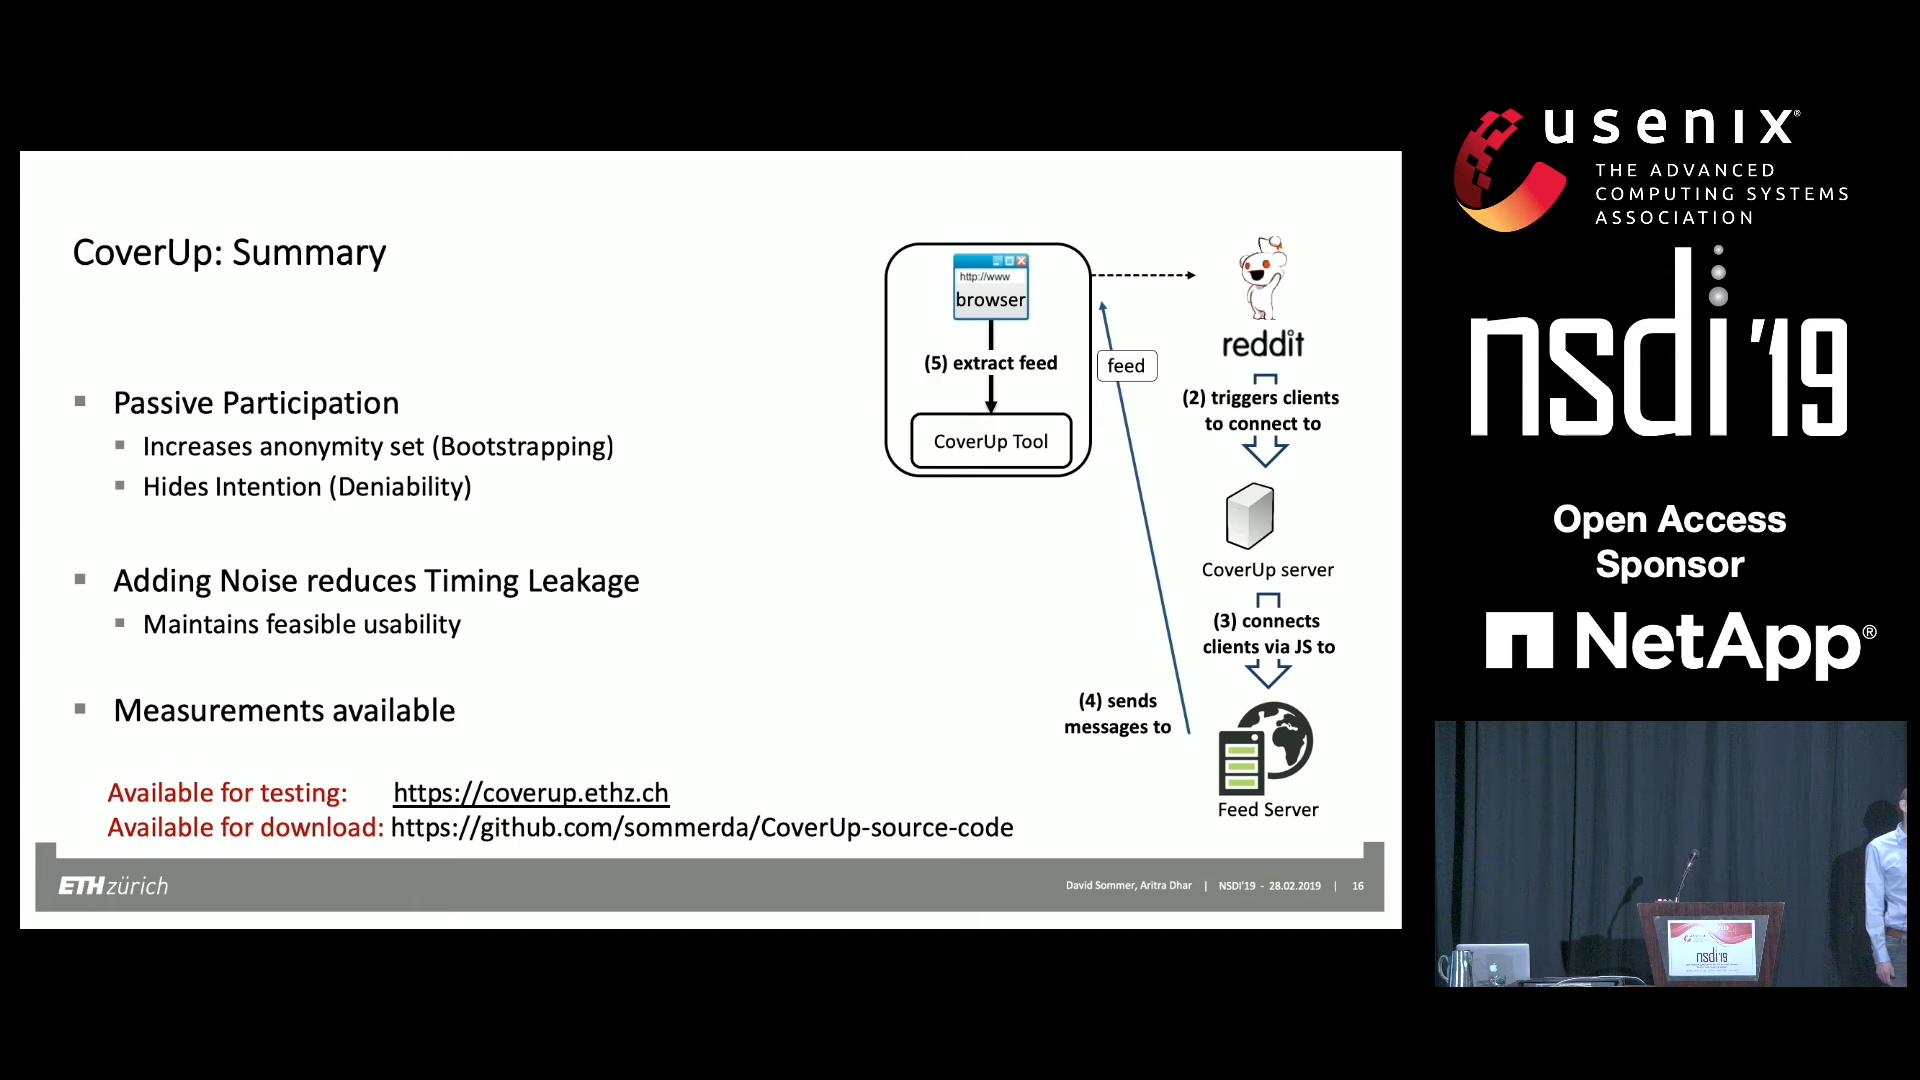 CoverUp: Summary
Passive Participation
Increases anonymity set (Bootstrapping)
Hides Intention (Deniability)
Adding Noise reduces Timing Leakage
Maintains feasible usability
Measurements available
Available for testing: https://coverup.ethz.ch
Available for download: https://github.com/sommerda/CoverUp-source-code
http://www
browser
(5) extract feed
CoverUp Tool
feed
reddit
(2) triggers clients
to connect to
CoverUp server
(3) connects
clients via JS to
(4) sends
messages to
Feed Server
ETH zürich
David Sommer, Aritra Dhar | NSDI'19 - 28.02.2019 | 16
usenix®
THE ADVANCED
COMPUTING SYSTEMS
ASSOCIATION
nsdi '19
Open Access
Sponsor
NetApp®
usenix
nsdi'19